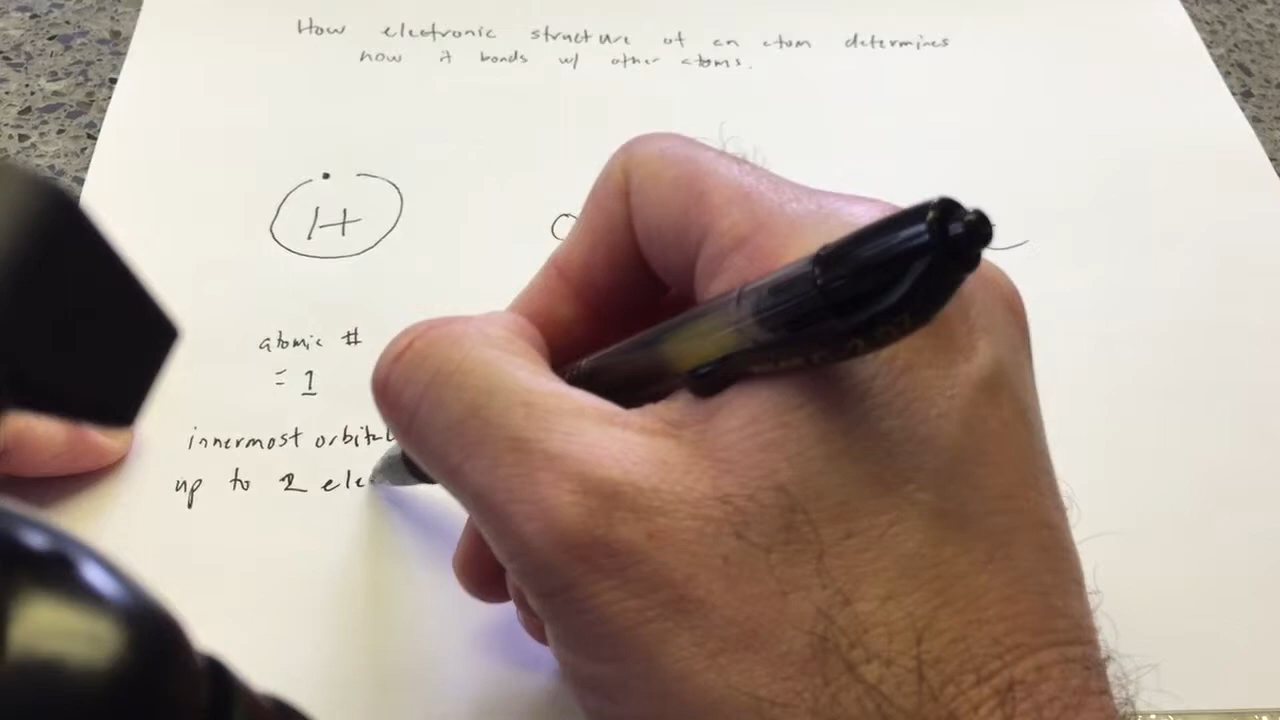 How electronic structure of an atom determines
how it bonds w/ other atoms.
H
atomic #
= 1
innermost orbital
up to 2 ele